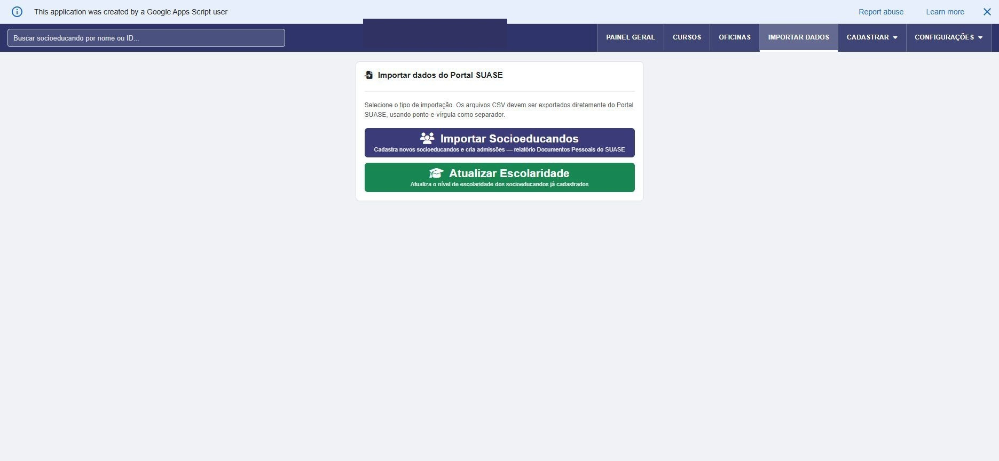 This application was created by a Google Apps Script user
Report abuse
Learn more
Buscar socioeducando por nome ou ID...
PAINEL GERAL
CURSOS
OFICINAS
IMPORTAR DADOS
CADASTRAR
CONFIGURAÇÕES
Importar dados do Portal SUASE
Selecione o tipo de importação. Os arquivos CSV devem ser exportados diretamente do Portal
SUASE, usando ponto-e-vírgula como separador.
Importar Socioeducandos
Cadastra novos socioeducandos e cria admissões — relatório Documentos Pessoais do SUASE
Atualizar Escolaridade
Atualiza o nível de escolaridade dos socioeducandos já cadastrados